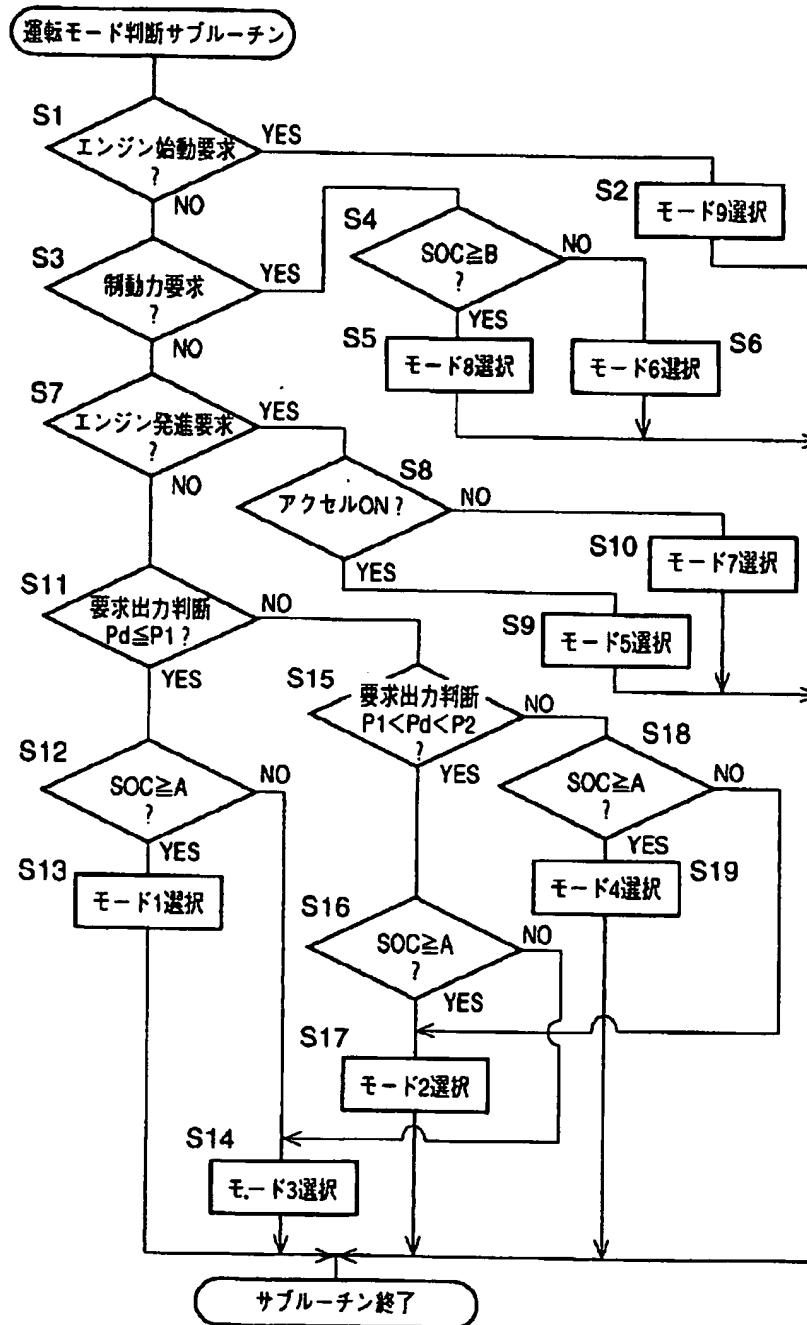 運転モード判断サブルーチン
S1
エンジン始動要求
?
YES
NO
S2
モード9選択
S3
制動力要求
?
YES
NO
S4
SOC≧B
?
NO
YES
S5
モード8選択
S6
モード6選択
S7
エンジン発進要求
?
YES
NO
S8
アクセルON?
NO
YES
S10
モード7選択
S9
モード5選択
S11
要求出力判断
Pd≦P1?
NO
YES
S15
要求出力判断
P1<Pd<P2
?
NO
YES
S12
SOC≧A
?
NO
YES
S18
SOC≧A
?
NO
YES
S13
モード1選択
S19
モード4選択
S16
SOC≧A
?
NO
YES
S17
モード2選択
S14
モード3選択
サブルーチン終了